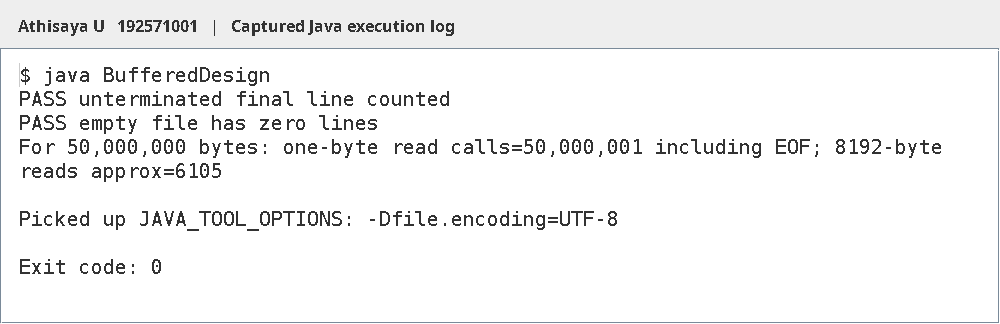 Athisaya U 192571001 | Captured Java execution log
$ java BufferedDesign
PASS unterminated final line counted
PASS empty file has zero lines
For 50,000,000 bytes: one-byte read calls=50,000,001 including EOF; 8192-byte
reads approx=6105
Picked up JAVA_TOOL_OPTIONS: -Dfile.encoding=UTF-8
Exit code: 0